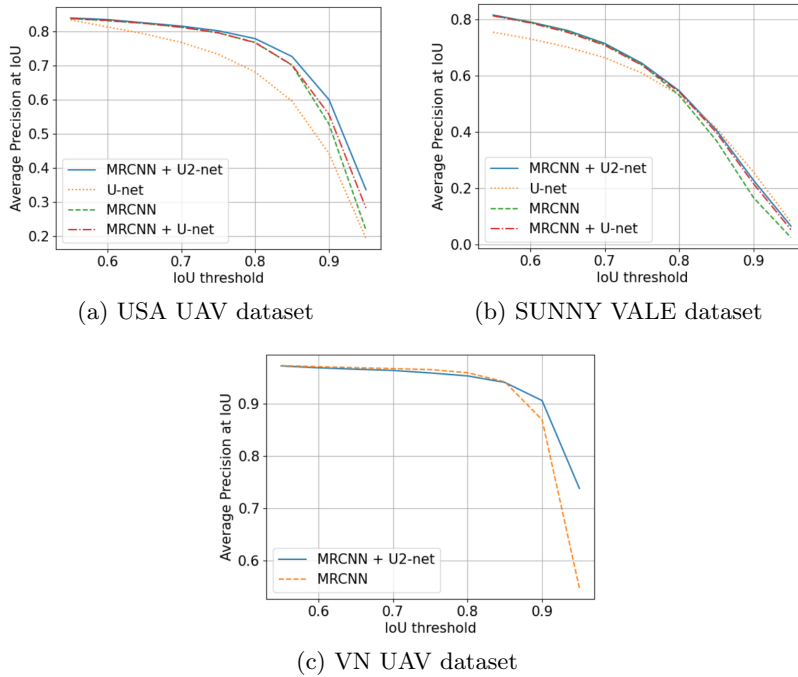 Average Precision at IoU
0.8
0.7
0.6
0.5
0.4
0.3
0.2
MRCNN + U2-net
U-net
MRCNN
MRCNN + U-net
0.6 0.7 0.8 0.9
IoU threshold
(a) USA UAV dataset
Average Precision at IoU
0.8
0.6
0.4
0.2
0.0
MRCNN + U2-net
U-net
MRCNN
MRCNN + U-net
0.6 0.7 0.8 0.9
IoU threshold
(b) SUNNY VALE dataset
Average Precision at IoU
0.9
0.8
0.7
0.6
MRCNN + U2-net
MRCNN
0.6 0.7 0.8 0.9
IoU threshold
(c) VN UAV dataset